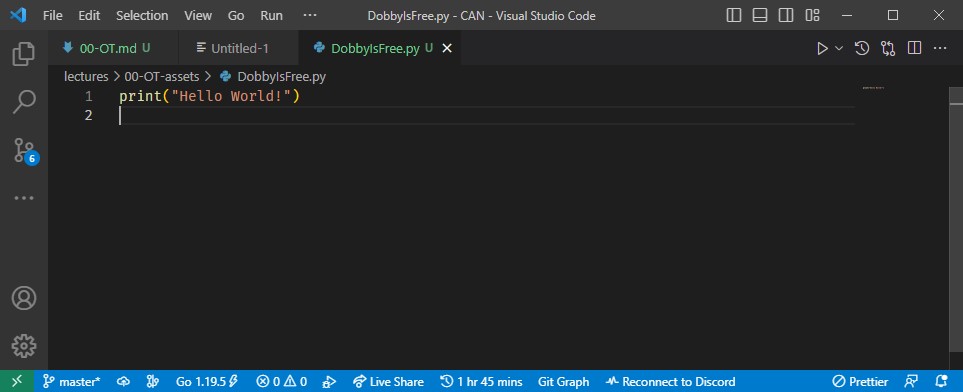 File Edit Selection View Go Run ··· DobbyIsFree.py - CAN - Visual Studio Code
00-OT.md U Untitled-1 DobbyIsFree.py U
lectures > 00-OT-assets > DobbyIsFree.py
1 print("Hello World!")
2
6
master* Go 1.19.5 0 0 Live Share 1 hr 45 mins Git Graph Reconnect to Discord Prettier